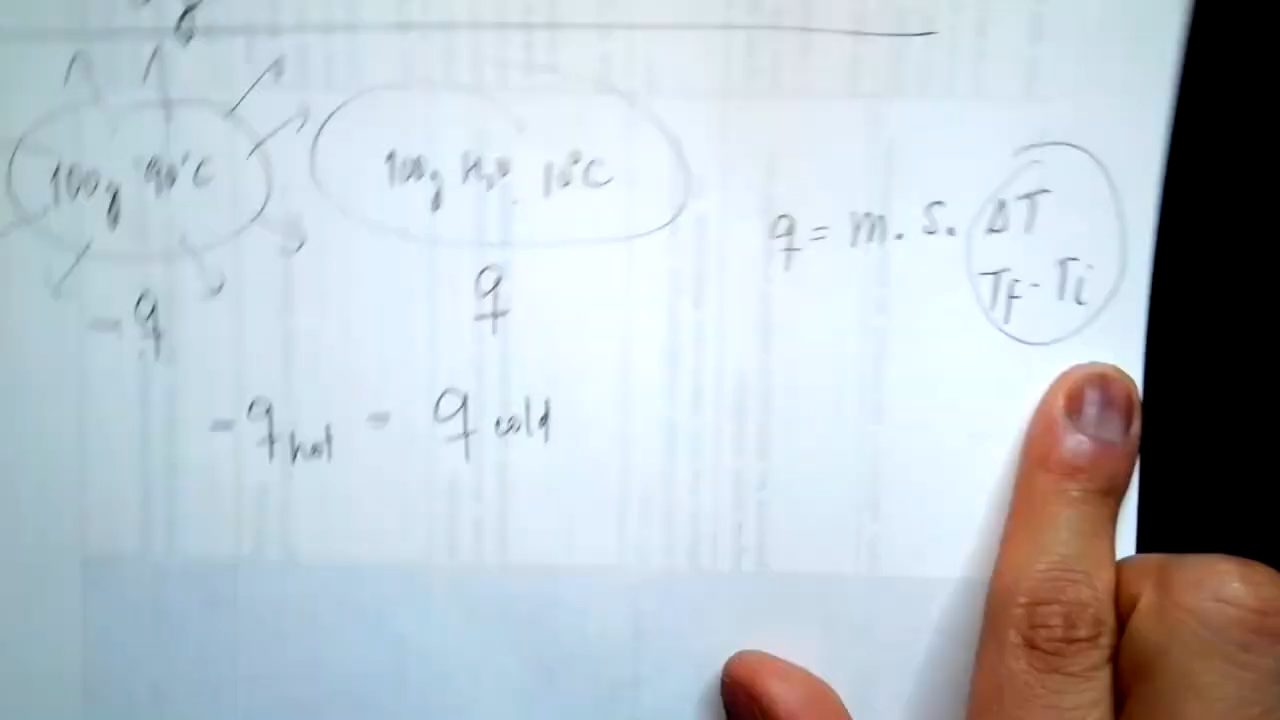 100g 90°C
100g H₂O 10°C
q = m. s. ΔT
Tf - Ti
-q
q
-q hot = q cold